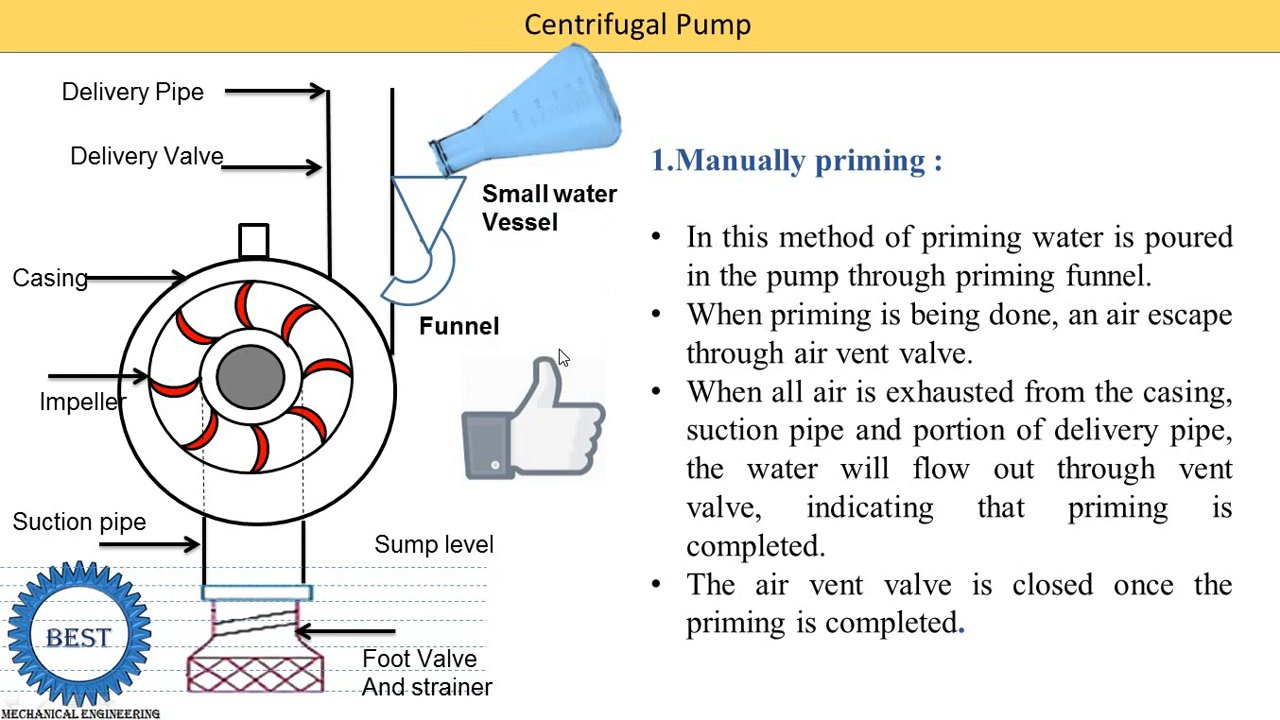 Centrifugal Pump
Delivery Pipe
Delivery Valve
Small water
Vessel
Casing
Funnel
Impeller
Suction pipe
Sump level
Foot Valve
And strainer
BEST
MECHANICAL ENGINEERING
1.Manually priming :
• In this method of priming water is poured
in the pump through priming funnel.
• When priming is being done, an air escape
through air vent valve.
• When all air is exhausted from the casing,
suction pipe and portion of delivery pipe,
the water will flow out through vent
valve, indicating that priming is
completed.
• The air vent valve is closed once the
priming is completed.